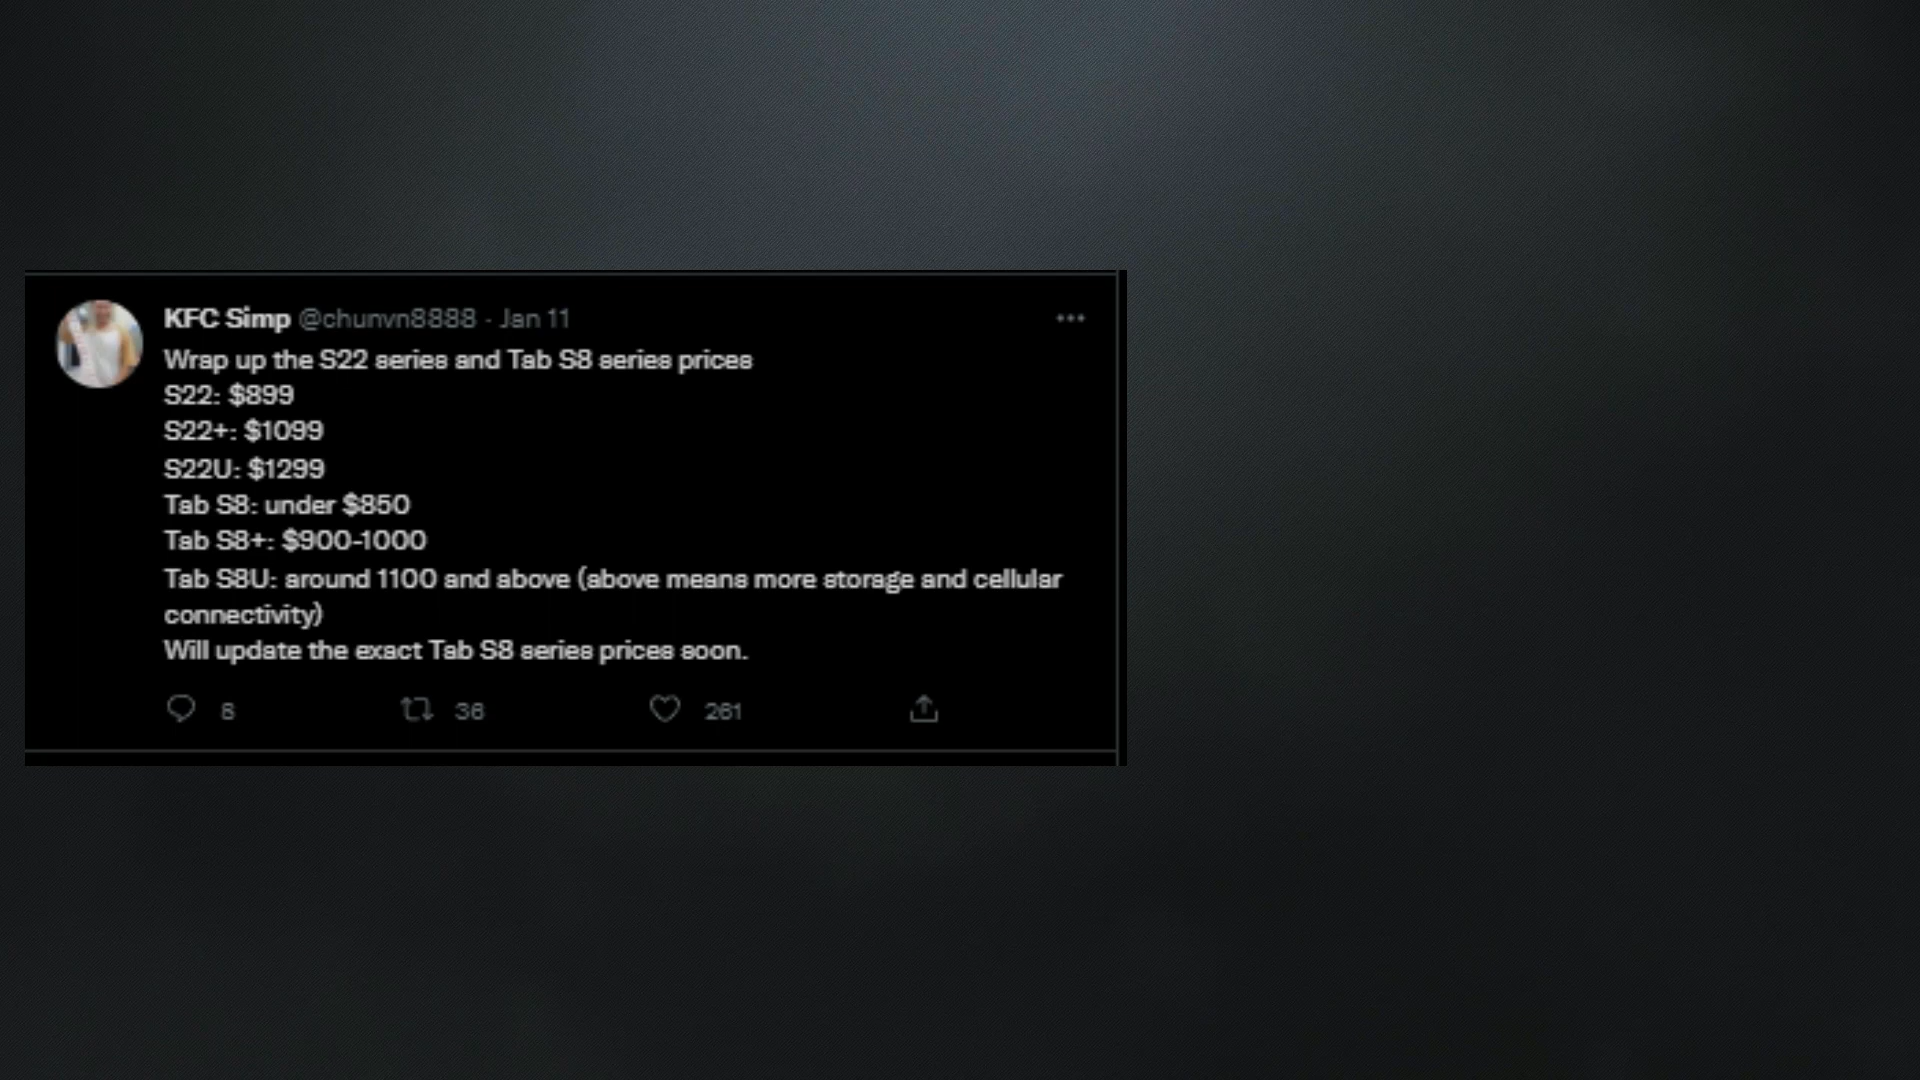 KFC Simp @chunvn8888 · Jan 11
Wrap up the S22 series and Tab S8 series prices
S22: $899
S22+: $1099
S22U: $1299
Tab S8: under $850
Tab S8+: $900-1000
Tab S8U: around 1100 and above (above means more storage and cellular
connectivity)
Will update the exact Tab S8 series prices soon.
8 36 261